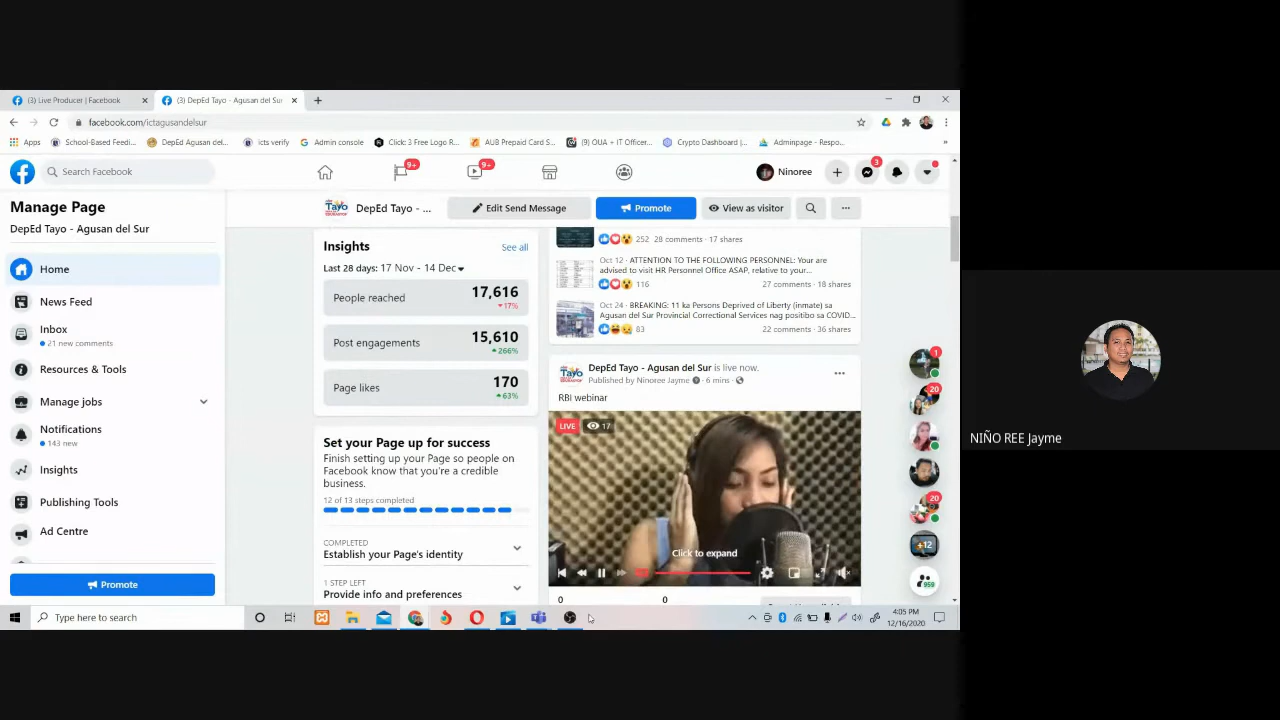 (3) Live Producer | Facebook
(3) DepEd Tayo - Agusan del Sur
facebook.com/ictagusandelsur
Apps
School-Based Feedi...
DepEd Agusan del...
icts verify
Admin console
Click: 3 Free Logo R...
AUB Prepaid Card S...
(9) OUA + IT Officer...
Crypto Dashboard |...
Adminpage - Respo...
Search Facebook
9+
9+
Ninoree
3
Manage Page
DepEd Tayo - Agusan del Sur
Home
News Feed
Inbox
21 new comments
Resources & Tools
Manage jobs
Notifications
143 new
Insights
Publishing Tools
Ad Centre
Promote
Tayo
DepEd Tayo - ...
Edit Send Message
Promote
View as visitor
Insights
See all
Last 28 days: 17 Nov - 14 Dec
People reached
17,616
17%
Post engagements
15,610
266%
Page likes
170
63%
Set your Page up for success
Finish setting up your Page so people on
Facebook know that you're a credible
business.
12 of 13 steps completed
COMPLETED
Establish your Page's identity
1 STEP LEFT
Provide info and preferences
252 28 comments · 17 shares
Oct 12 · ATTENTION TO THE FOLLOWING PERSONNEL: Your are
advised to visit HR Personnel Office ASAP, relative to your...
116
27 comments · 18 shares
Oct 24 · BREAKING: 11 ka Persons Deprived of Liberty (inmate) sa
Agusan del Sur Provincial Correctional Services nag positibo sa COVID...
83
22 comments · 36 shares
Tayo
DepEd Tayo - Agusan del Sur is live now.
Published by Ninoree Jayme · 6 mins ·
RBI webinar
LIVE
17
Click to expand
0
0
1
20
20
+12
959
Type here to search
4:05 PM
12/16/2020
NIÑO REE Jayme